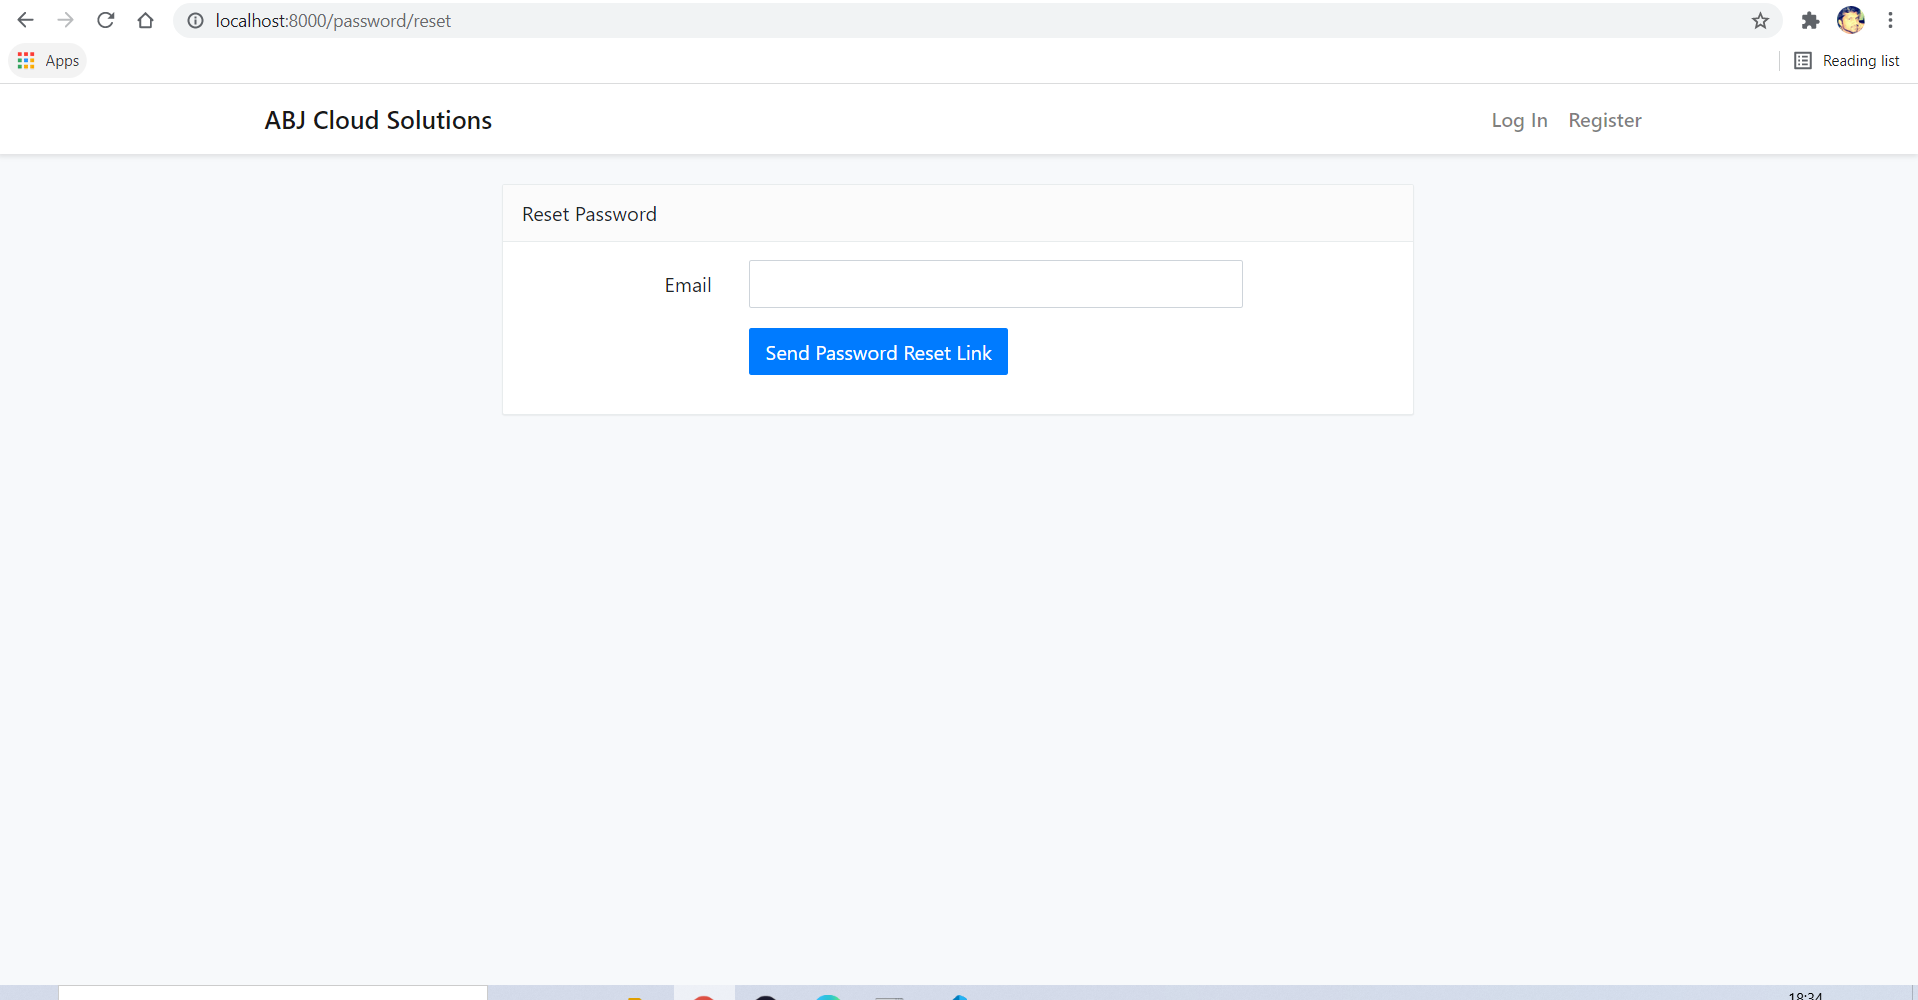 localhost:8000/password/reset
Apps
Reading list
ABJ Cloud Solutions
Log In Register
Reset Password
Email
Send Password Reset Link
18:34